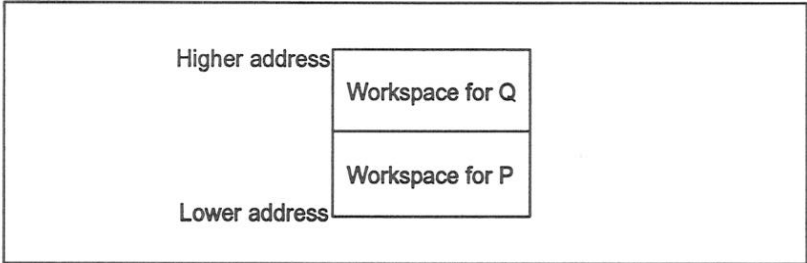 Higher address
Workspace for Q
Workspace for P
Lower address